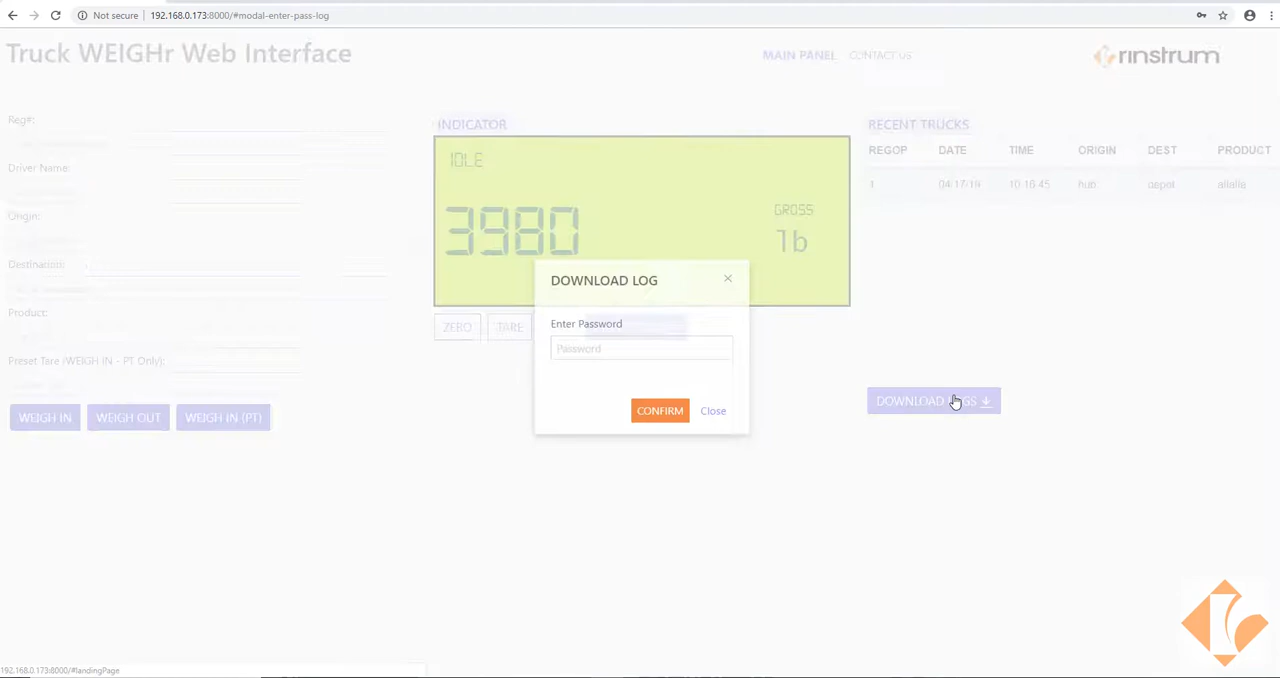 Not secure 192.168.0.173:8000/#modal-enter-pass-log
Truck WEIGHr Web Interface
MAIN PANEL CONTACT US
rinstrum
Reg#:
Driver Name:
Origin:
Destination:
Product:
Preset Tare (WEIGH IN - PT Only):
WEIGH IN WEIGH OUT WEIGH IN (PT)
INDICATOR
IDLE
3980
GROSS
lb
ZERO TARE
DOWNLOAD LOG
Enter Password
Password
CONFIRM Close
RECENT TRUCKS
REGOP DATE TIME ORIGIN DEST PRODUCT
1 04/17/19 10:16:45 hub depot
DOWNLOAD LOGS
192.168.0.173:8000/#landingPage